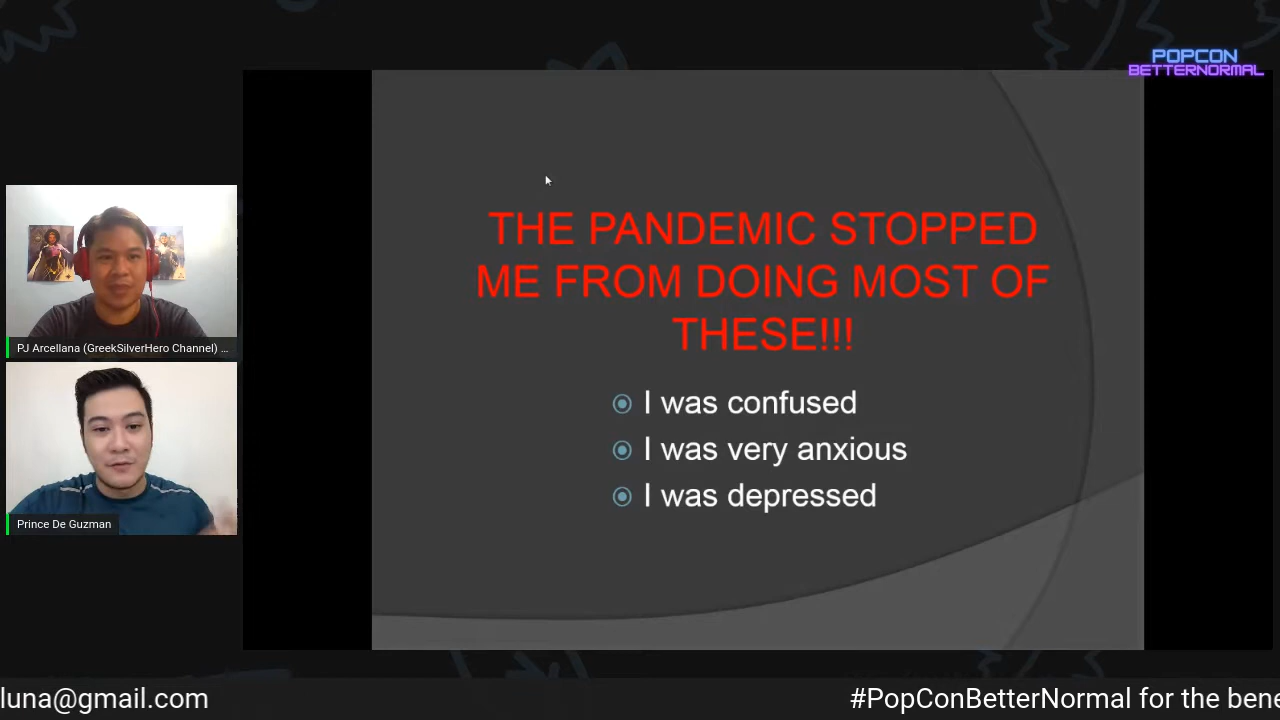 POPCON
BETTERNORMAL
THE PANDEMIC STOPPED
ME FROM DOING MOST OF
THESE!!!
I was confused
I was very anxious
I was depressed
PJ Arcellana (GreekSilverHero Channel) ...
Prince De Guzman
luna@gmail.com
#PopConBetterNormal for the bene